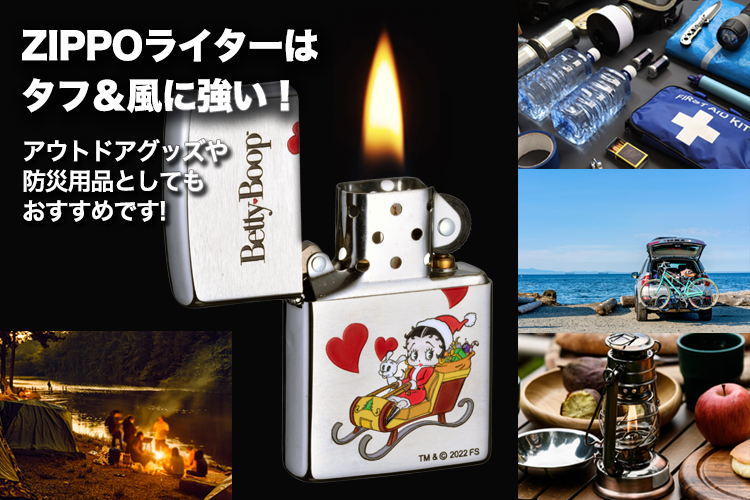 ZIPPOライターは
タフ&風に強い！
アウトドアグッズや
防災用品としても
おすすめです!
Betty Boop™
TM & © 2022 FS
FIRST AID KIT